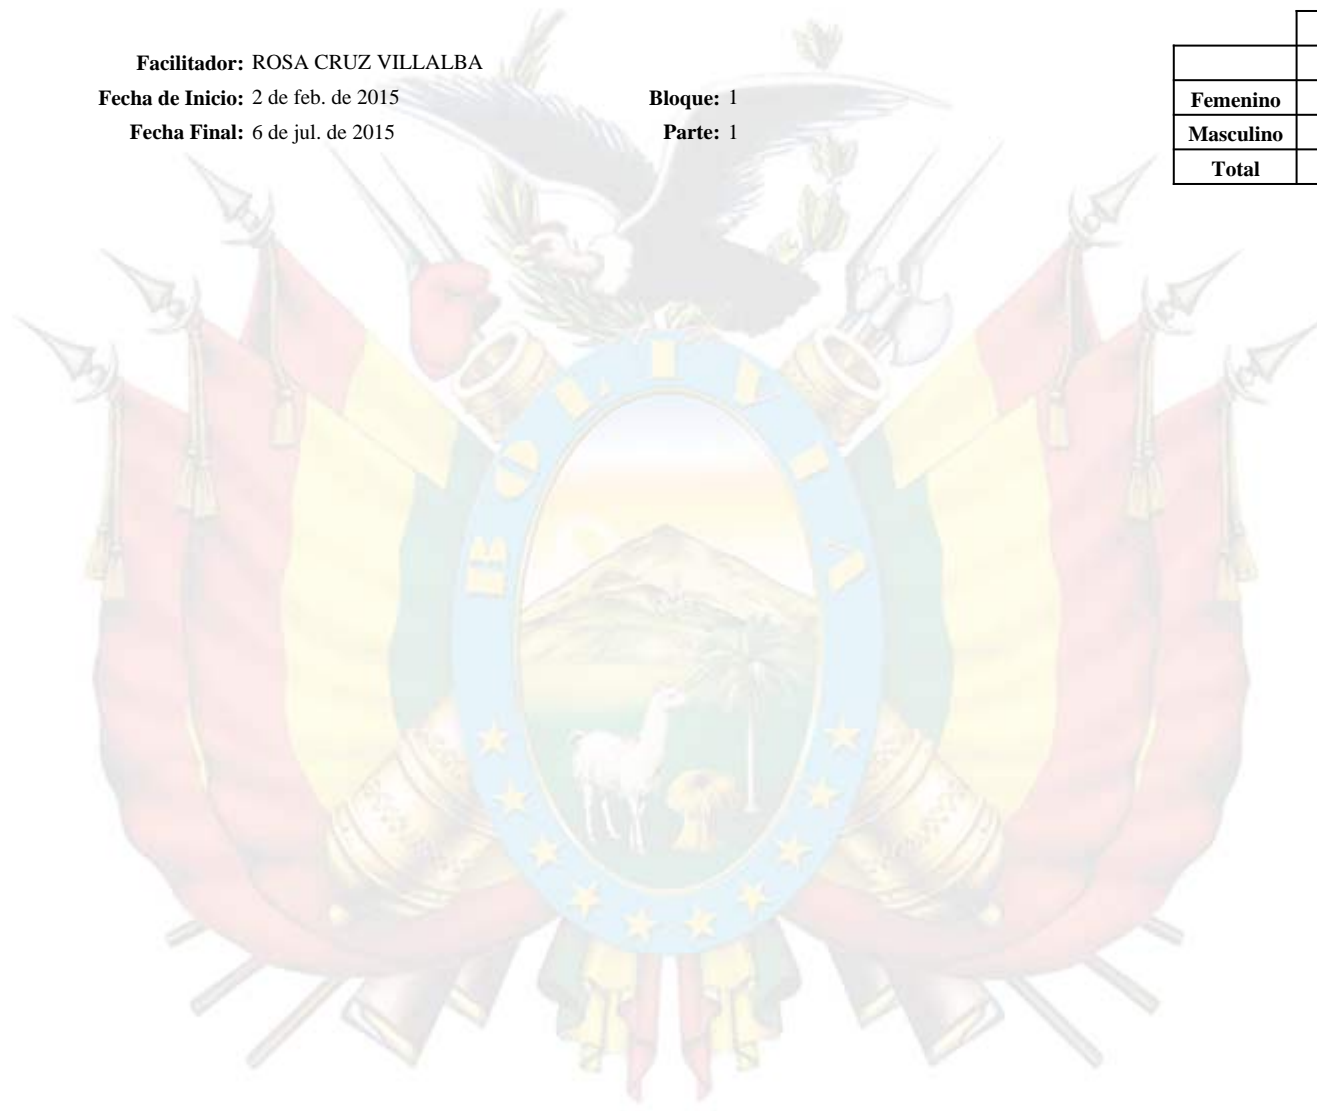 Facilitador: ROSA CRUZ VILLALBA
Fecha de Inicio: 2 de feb. de 2015 Bloque: 1
Fecha Final: 6 de jul. de 2015 Parte: 1
Femenino
Masculino
Total
BOLIVIA